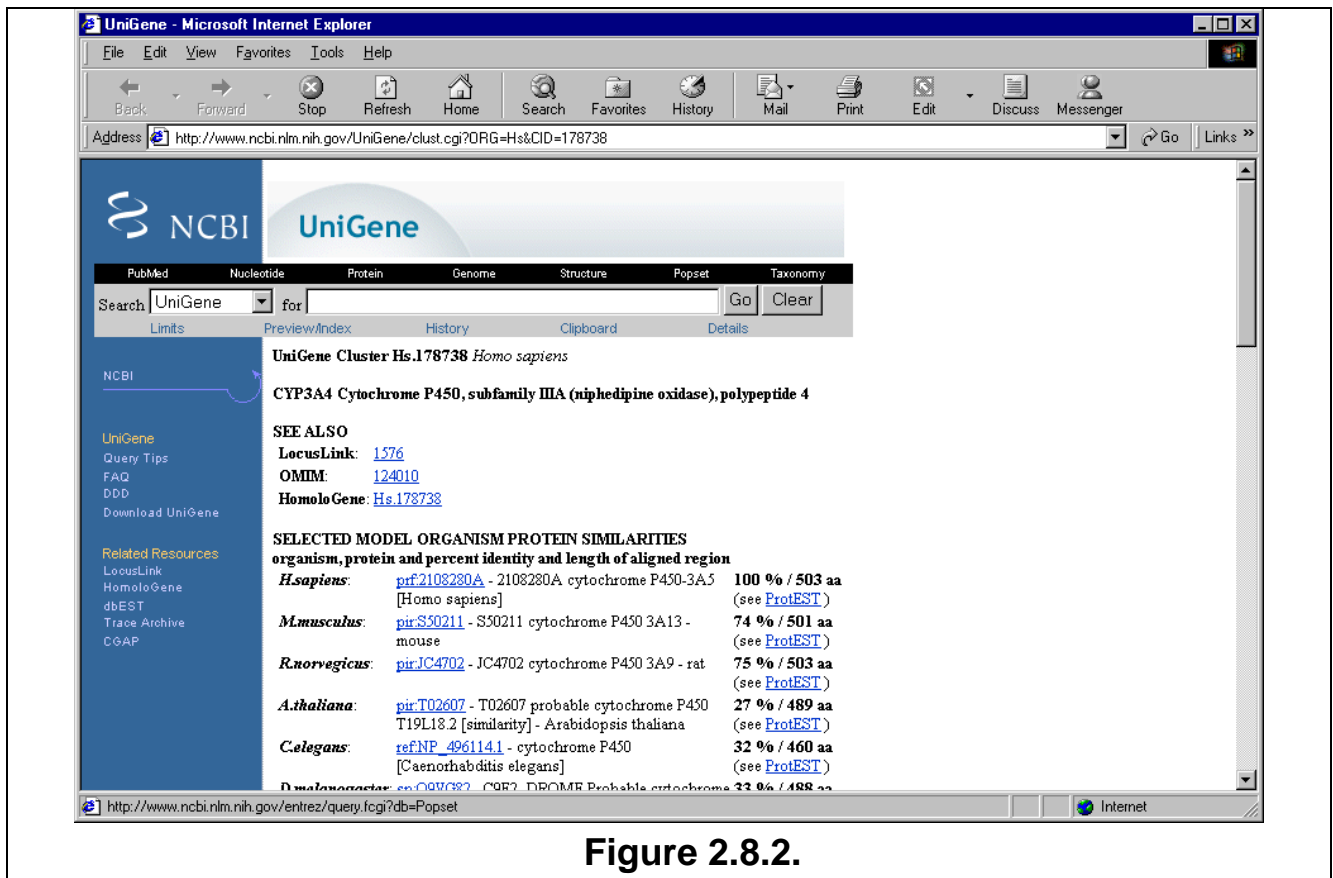 UniGene - Microsoft Internet Explorer
File Edit View Favorites Tools Help
Back Forward Stop Refresh Home Search Favorites History Mail Print Edit Discuss Messenger
Address http://www.ncbi.nlm.nih.gov/UniGene/clust.cgi?ORG=Hs&CID=178738 Go Links »
NCBI UniGene
PubMed Nucleotide Protein Genome Structure Popset Taxonomy
Search UniGene for Go Clear
Limits Preview/Index History Clipboard Details
NCBI
UniGene
Query Tips
FAQ
DDD
Download UniGene
Related Resources
LocusLink
HomoloGene
dbEST
Trace Archive
CGAP
UniGene Cluster Hs.178738 Homo sapiens
CYP3A4 Cytochrome P450, subfamily IIIA (niphedipine oxidase), polypeptide 4
SEE ALSO
LocusLink: 1576
OMIM: 124010
HomoloGene: Hs.178738
SELECTED MODEL ORGANISM PROTEIN SIMILARITIES
organism, protein and percent identity and length of aligned region
H.sapiens: prf:2108280A - 2108280A cytochrome P450-3A5 100 % / 503 aa
[Homo sapiens] (see ProtEST )
M.musculus: pir:S50211 - S50211 cytochrome P450 3A13 - 74 % / 501 aa
mouse (see ProtEST )
R.norvegicus: pir:JC4702 - JC4702 cytochrome P450 3A9 - rat 75 % / 503 aa
(see ProtEST )
A.thaliana: pir:T02607 - T02607 probable cytochrome P450 27 % / 489 aa
T19L18.2 [similarity] - Arabidopsis thaliana (see ProtEST )
C.elegans: ref:NP_496114.1 - cytochrome P450 32 % / 460 aa
[Caenorhabditis elegans] (see ProtEST )
D.melanogaster: sp:Q9VG82 - C9F2_DROME Probable cytochrome 33 % / 488 aa
http://www.ncbi.nlm.nih.gov/entrez/query.fcgi?db=Popset Internet
Figure 2.8.2.